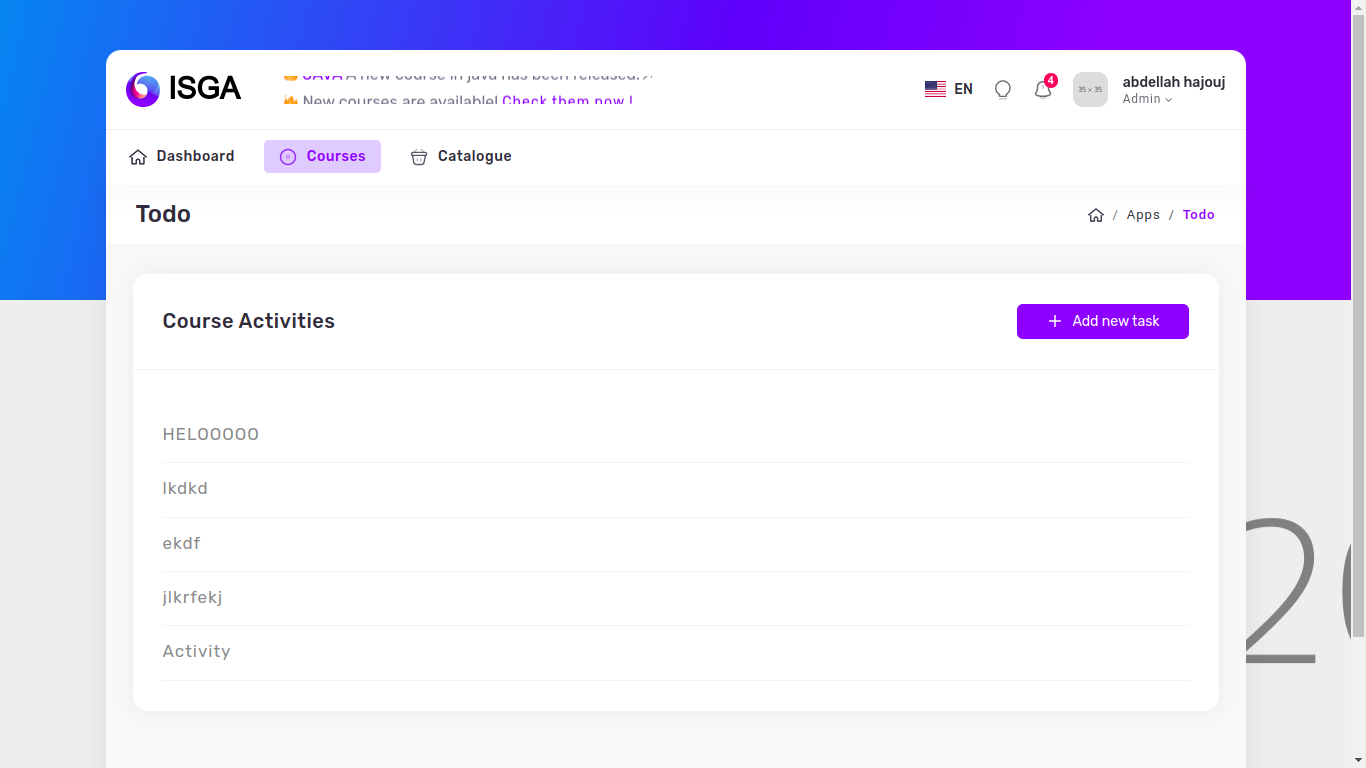 ISGA
JAVA A new course in java has been released!
New courses are available! Check them now !
EN
4
35 × 35
abdellah hajouj
Admin
Dashboard
Courses
Catalogue
Todo
/ Apps / Todo
Course Activities
Add new task
HELOOOOO
lkdkd
ekdf
jlkrfekj
Activity
2